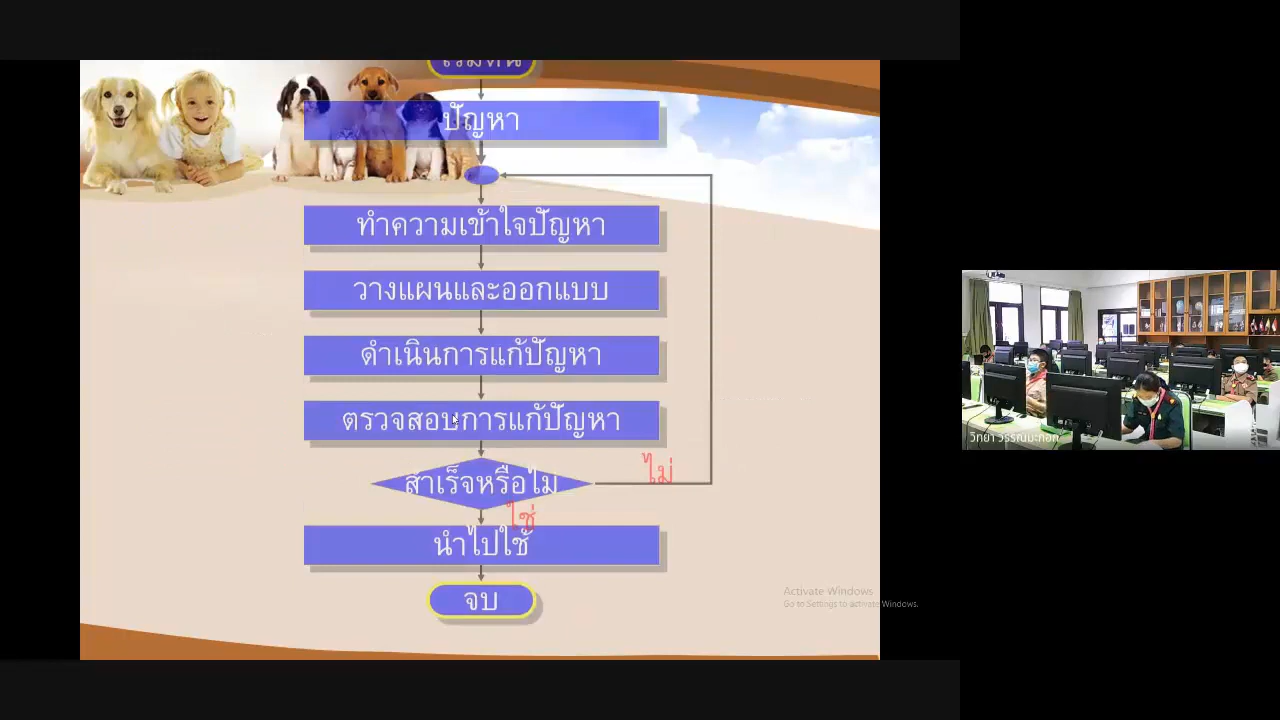 เริ่มต้น
ปัญหา
ทำความเข้าใจปัญหา
วางแผนและออกแบบ
ดำเนินการแก้ปัญหา
ตรวจสอบการแก้ปัญหา
สำเร็จหรือไม่
ไม่
ใช่
นำไปใช้
จบ
Activate Windows
Go to Settings to activate Windows.
วิทยา วรรณมะกอก